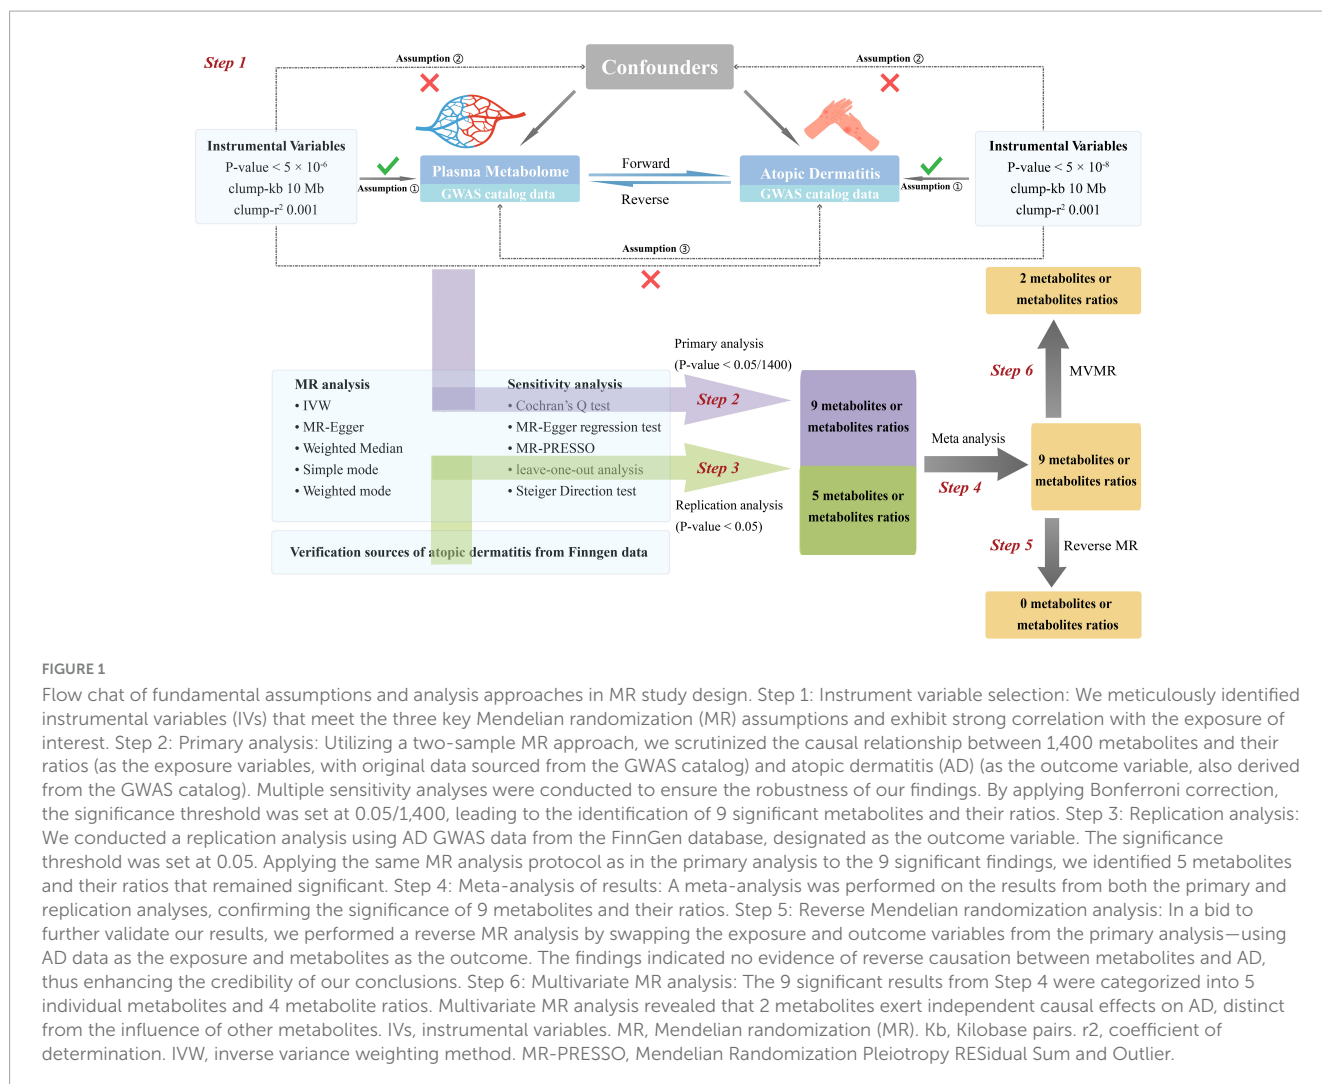 Step 1
Assumption ②
Confounders
Assumption ②
Instrumental Variables
P-value < 5 × 10-6
clump-kb 10 Mb
clump-r2 0.001
Assumption ①
Plasma Metabolome
GWAS catalog data
Forward
Reverse
Atopic Dermatitis
GWAS catalog data
Assumption ①
Instrumental Variables
P-value < 5 × 10-8
clump-kb 10 Mb
clump-r2 0.001
Assumption ③
MR analysis
• IVW
• MR-Egger
• Weighted Median
• Simple mode
• Weighted mode
Sensitivity analysis
• Cochran's Q test
• MR-Egger regression test
• MR-PRESSO
• leave-one-out analysis
• Steiger Direction test
Verification sources of atopic dermatitis from Finngen data
Primary analysis
(P-value < 0.05/1400)
Step 2
Step 3
Replication analysis
(P-value < 0.05)
9 metabolites or
metabolites ratios
5 metabolites or
metabolites ratios
Meta analysis
Step 4
2 metabolites or
metabolites ratios
Step 6
MVMR
9 metabolites or
metabolites ratios
Step 5
Reverse MR
0 metabolites or
metabolites ratios
FIGURE 1
Flow chat of fundamental assumptions and analysis approaches in MR study design. Step 1: Instrument variable selection: We meticulously identified
instrumental variables (IVs) that meet the three key Mendelian randomization (MR) assumptions and exhibit strong correlation with the exposure of
interest. Step 2: Primary analysis: Utilizing a two-sample MR approach, we scrutinized the causal relationship between 1,400 metabolites and their
ratios (as the exposure variables, with original data sourced from the GWAS catalog) and atopic dermatitis (AD) (as the outcome variable, also derived
from the GWAS catalog). Multiple sensitivity analyses were conducted to ensure the robustness of our findings. By applying Bonferroni correction,
the significance threshold was set at 0.05/1,400, leading to the identification of 9 significant metabolites and their ratios. Step 3: Replication analysis:
We conducted a replication analysis using AD GWAS data from the FinnGen database, designated as the outcome variable. The significance
threshold was set at 0.05. Applying the same MR analysis protocol as in the primary analysis to the 9 significant findings, we identified 5 metabolites
and their ratios that remained significant. Step 4: Meta-analysis of results: A meta-analysis was performed on the results from both the primary and
replication analyses, confirming the significance of 9 metabolites and their ratios. Step 5: Reverse Mendelian randomization analysis: In a bid to
further validate our results, we performed a reverse MR analysis by swapping the exposure and outcome variables from the primary analysis—using
AD data as the exposure and metabolites as the outcome. The findings indicated no evidence of reverse causation between metabolites and AD,
thus enhancing the credibility of our conclusions. Step 6: Multivariate MR analysis: The 9 significant results from Step 4 were categorized into 5
individual metabolites and 4 metabolite ratios. Multivariate MR analysis revealed that 2 metabolites exert independent causal effects on AD, distinct
from the influence of other metabolites. IVs, instrumental variables. MR, Mendelian randomization (MR). Kb, Kilobase pairs. r2, coefficient of
determination. IVW, inverse variance weighting method. MR-PRESSO, Mendelian Randomization Pleiotropy RESidual Sum and Outlier.